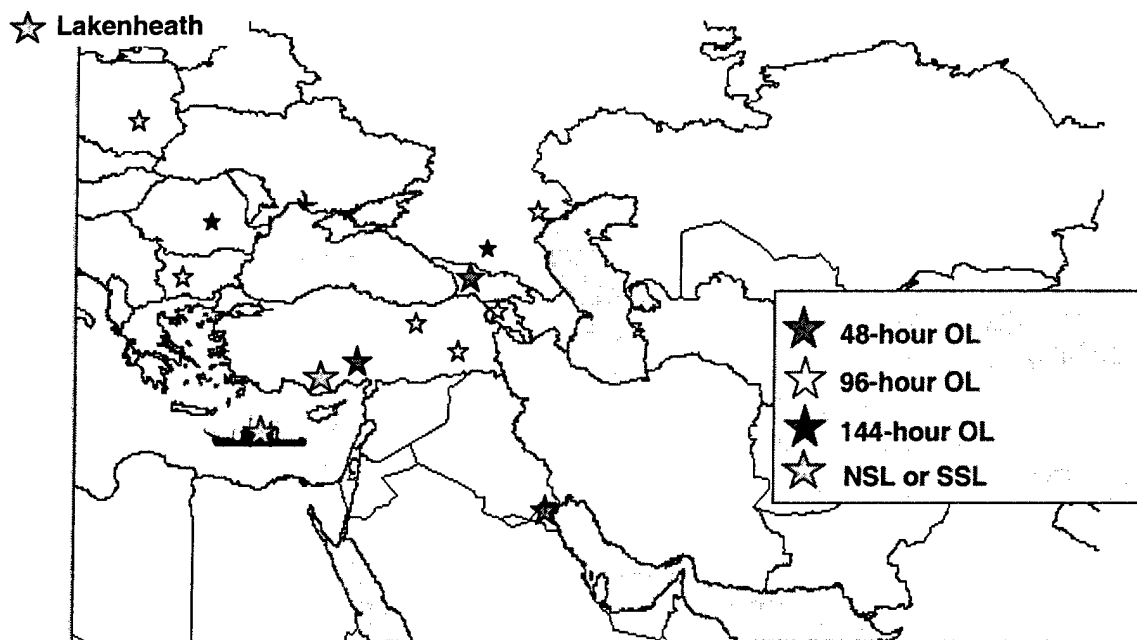 Lakenheath
48-hour OL
96-hour OL
144-hour OL
NSL or SSL